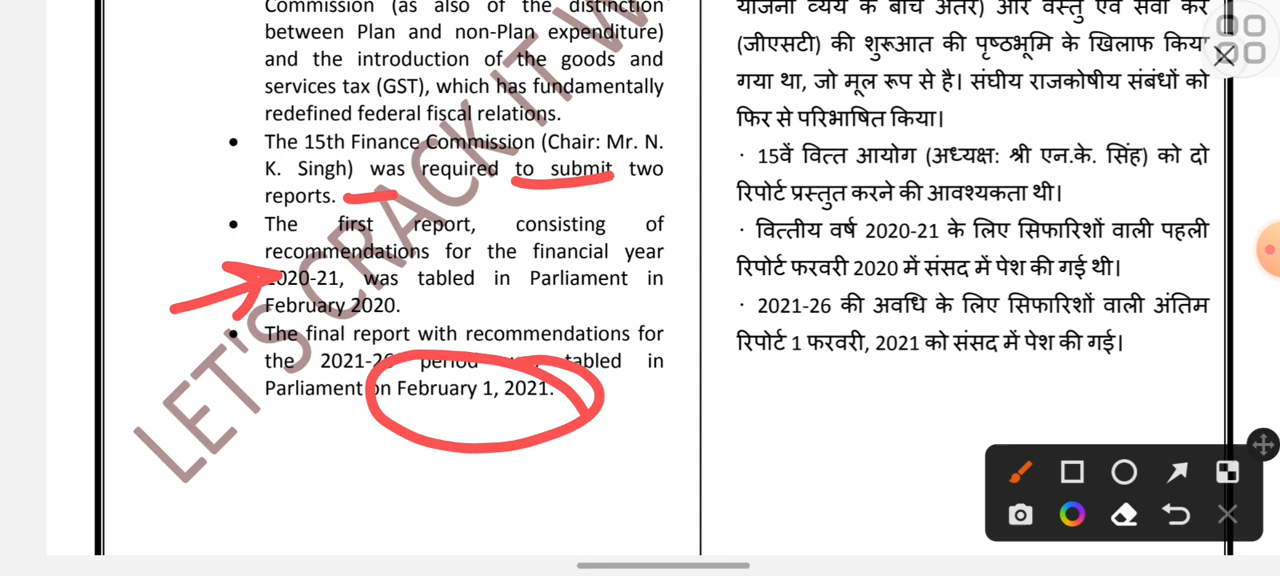 Commission (as also of the distinction
between Plan and non-Plan expenditure)
and the introduction of the goods and
services tax (GST), which has fundamentally
redefined federal fiscal relations.
• The 15th Finance Commission (Chair: Mr. N.
K. Singh) was required to submit two
reports.
• The first report, consisting of
recommendations for the financial year
2020-21, was tabled in Parliament in
February 2020.
• The final report with recommendations for
the 2021-26 period was tabled in
Parliament on February 1, 2021.
LET'S CRACK IT
योजना व्यय के बीच अंतर) और वस्तु एवं सेवा कर
(जीएसटी) की शुरूआत की पृष्ठभूमि के खिलाफ किया
गया था, जो मूल रूप से है। संघीय राजकोषीय संबंधों को
फिर से परिभाषित किया।
· 15वें वित्त आयोग (अध्यक्ष: श्री एन.के. सिंह) को दो
रिपोर्ट प्रस्तुत करने की आवश्यकता थी।
· वित्तीय वर्ष 2020-21 के लिए सिफारिशों वाली पहली
रिपोर्ट फरवरी 2020 में संसद में पेश की गई थी।
· 2021-26 की अवधि के लिए सिफारिशों वाली अंतिम
रिपोर्ट 1 फरवरी, 2021 को संसद में पेश की गई।